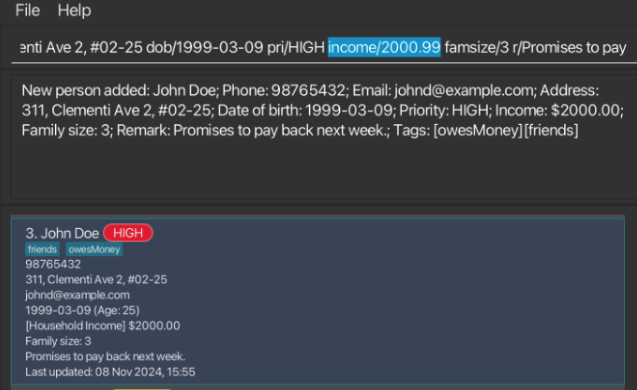 File Help
enti Ave 2, #02-25 dob/1999-03-09 pri/HIGH income/2000.99 famsize/3 r/Promises to pay
New person added: John Doe; Phone: 98765432; Email: johnd@example.com; Address:
311, Clementi Ave 2, #02-25; Date of birth: 1999-03-09; Priority: HIGH; Income: $2000.00;
Family size: 3; Remark: Promises to pay back next week.; Tags: [owesMoney][friends]
3. John Doe HIGH
friends owesMoney
98765432
311, Clementi Ave 2, #02-25
johnd@example.com
1999-03-09 (Age: 25)
[Household Income] $2000.00
Family size: 3
Promises to pay back next week.
Last updated: 08 Nov 2024, 15:55